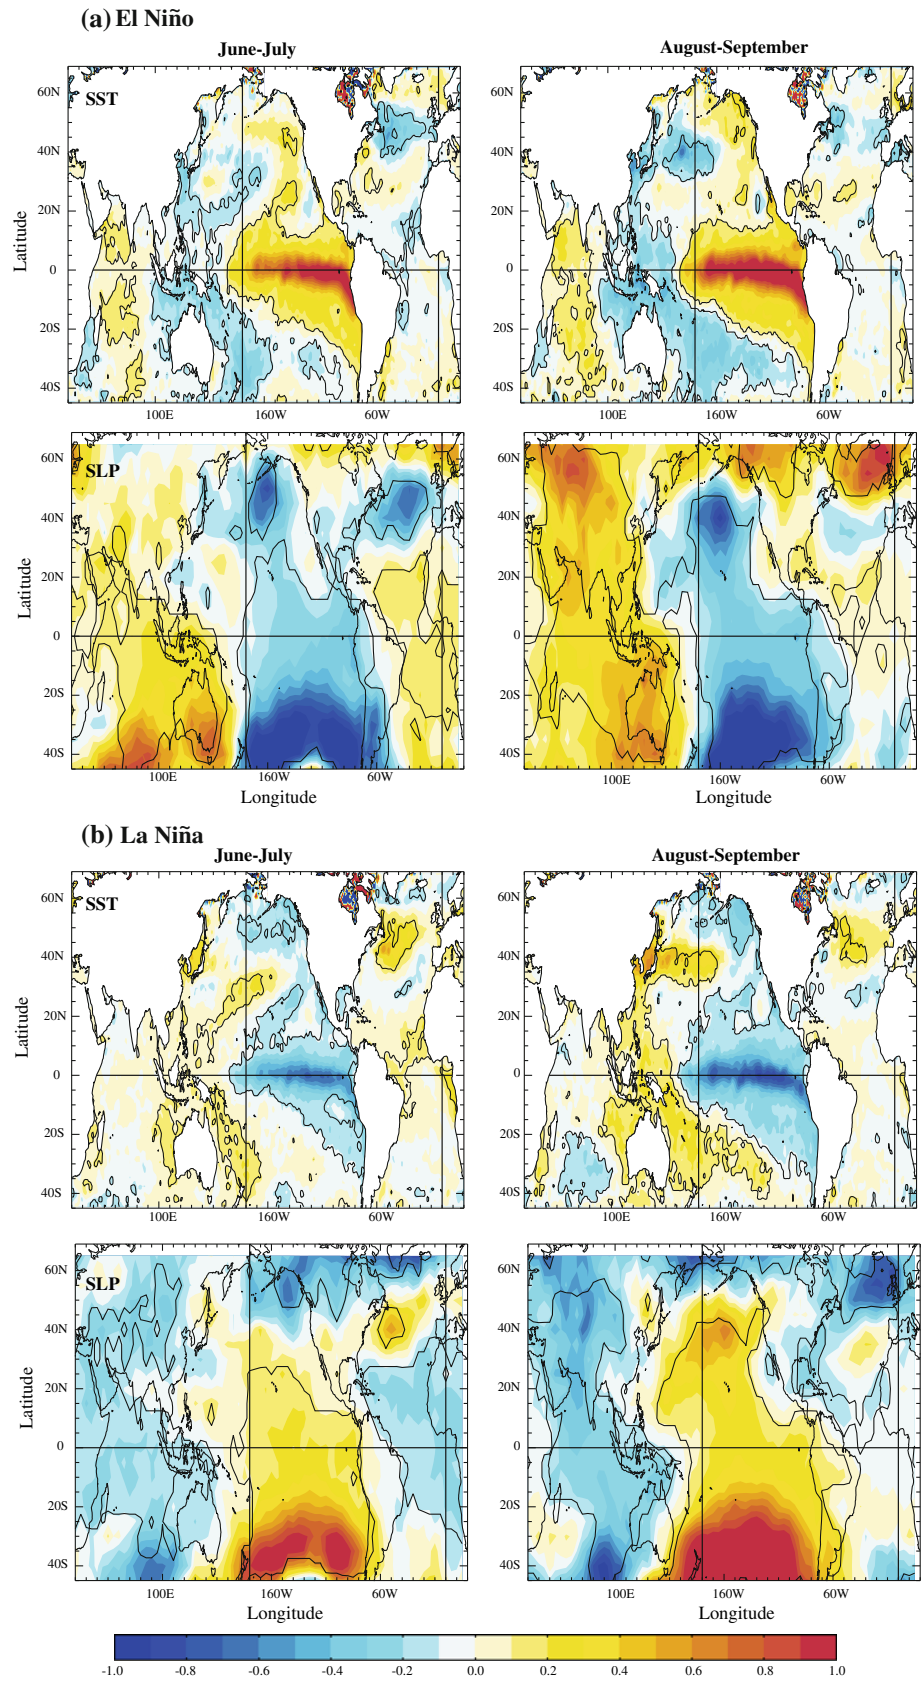 (a) El Niño
June-July
August-September
SST
60N
40N
20N
0
20S
40S
Latitude
100E
160W
60W
60N
40N
20N
0
20S
40S
100E
160W
60W
SLP
60N
40N
20N
0
20S
40S
Latitude
100E
160W
60W
Longitude
60N
40N
20N
0
20S
40S
100E
160W
60W
Longitude
(b) La Niña
June-July
August-September
SST
60N
40N
20N
0
20S
40S
Latitude
100E
160W
60W
60N
40N
20N
0
20S
40S
100E
160W
60W
SLP
60N
40N
20N
0
20S
40S
Latitude
100E
160W
60W
Longitude
60N
40N
20N
0
20S
40S
100E
160W
60W
Longitude
-1.0 -0.8 -0.6 -0.4 -0.2 0.0 0.2 0.4 0.6 0.8 1.0